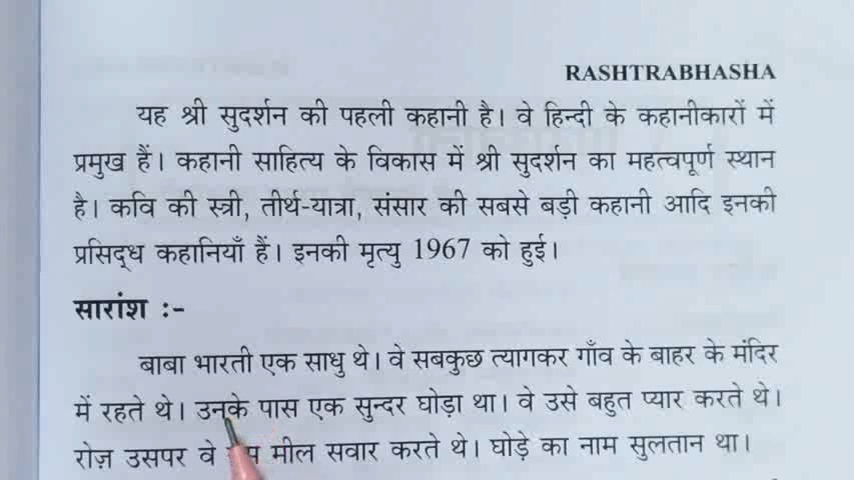 RASHTRABHASHA
यह श्री सुदर्शन की पहली कहानी है। वे हिन्दी के कहानीकारों में
प्रमुख हैं। कहानी साहित्य के विकास में श्री सुदर्शन का महत्वपूर्ण स्थान
है। कवि की स्त्री, तीर्थ-यात्रा, संसार की सबसे बड़ी कहानी आदि इनकी
प्रसिद्ध कहानियाँ हैं। इनकी मृत्यु 1967 को हुई।
सारांश :-
बाबा भारती एक साधु थे। वे सबकुछ त्यागकर गाँव के बाहर के मंदिर
में रहते थे। उनके पास एक सुन्दर घोड़ा था। वे उसे बहुत प्यार करते थे।
रोज़ उसपर वे मील सवार करते थे। घोड़े का नाम सुलतान था।